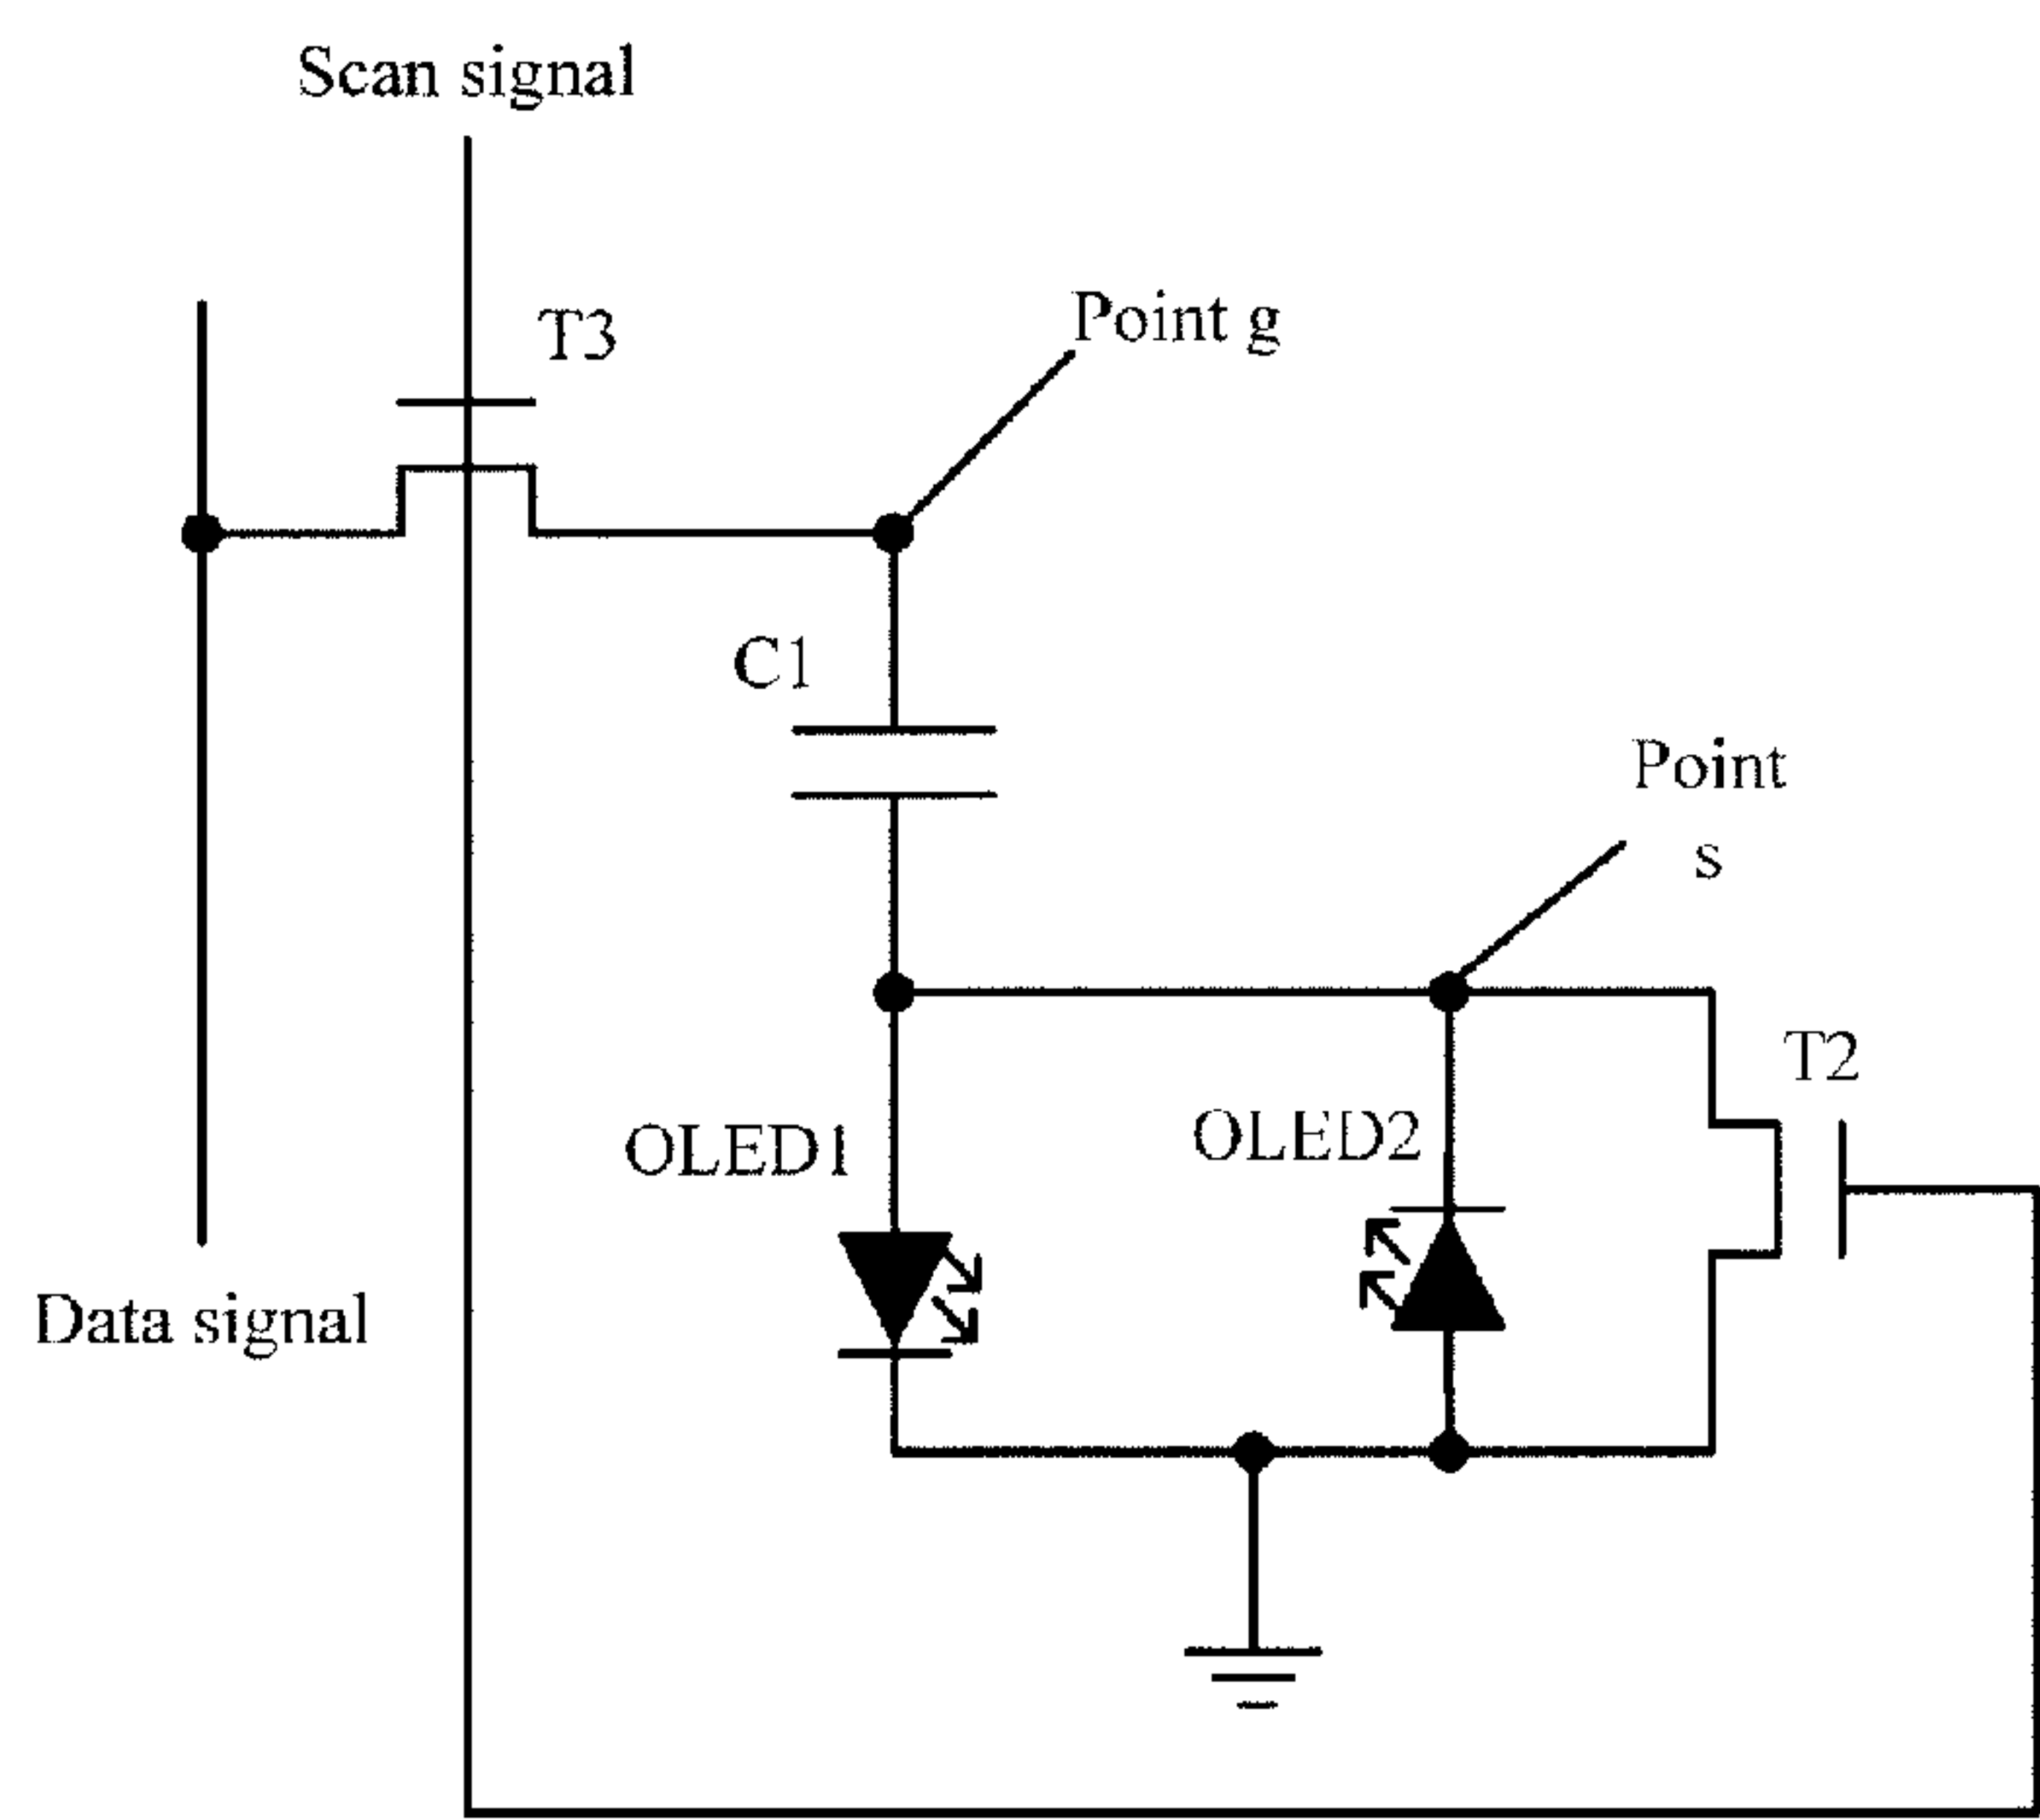 Scan signal
T3
Point g
C1
Point
s
T2
OLED1
OLED2
Data signal